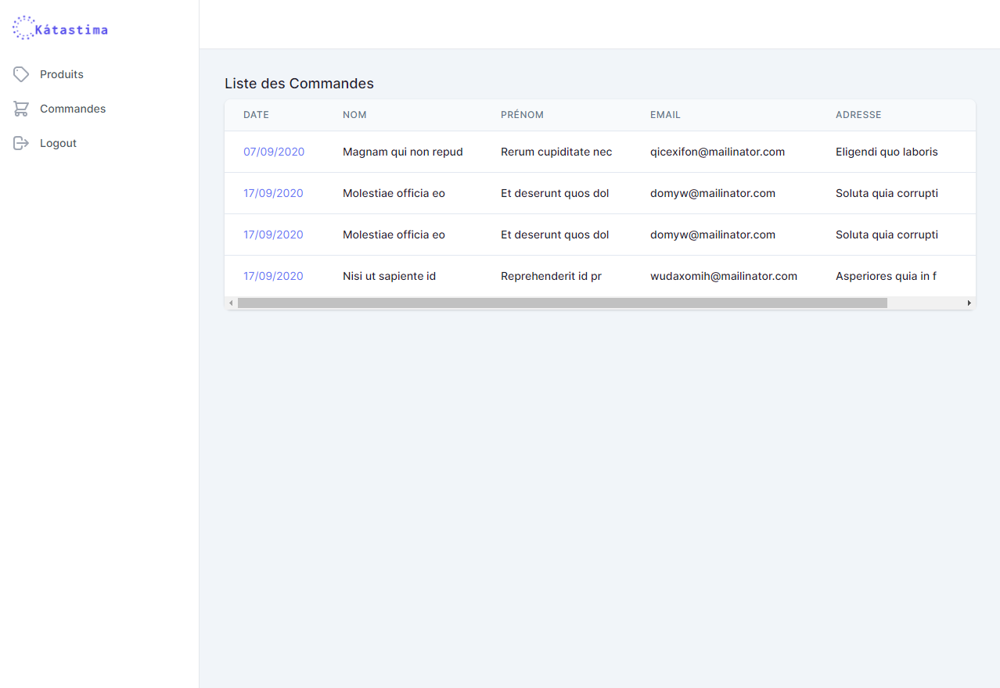 Kátastima
Produits
Commandes
Logout
Liste des Commandes
DATE NOM PRÉNOM EMAIL ADRESSE
07/09/2020 Magnam qui non repud Rerum cupiditate nec qicexifon@mailinator.com Eligendi quo laboris
17/09/2020 Molestiae officia eo Et deserunt quos dol domyw@mailinator.com Soluta quia corrupti
17/09/2020 Molestiae officia eo Et deserunt quos dol domyw@mailinator.com Soluta quia corrupti
17/09/2020 Nisi ut sapiente id Reprehenderit id pr wudaxomih@mailinator.com Asperiores quia in f